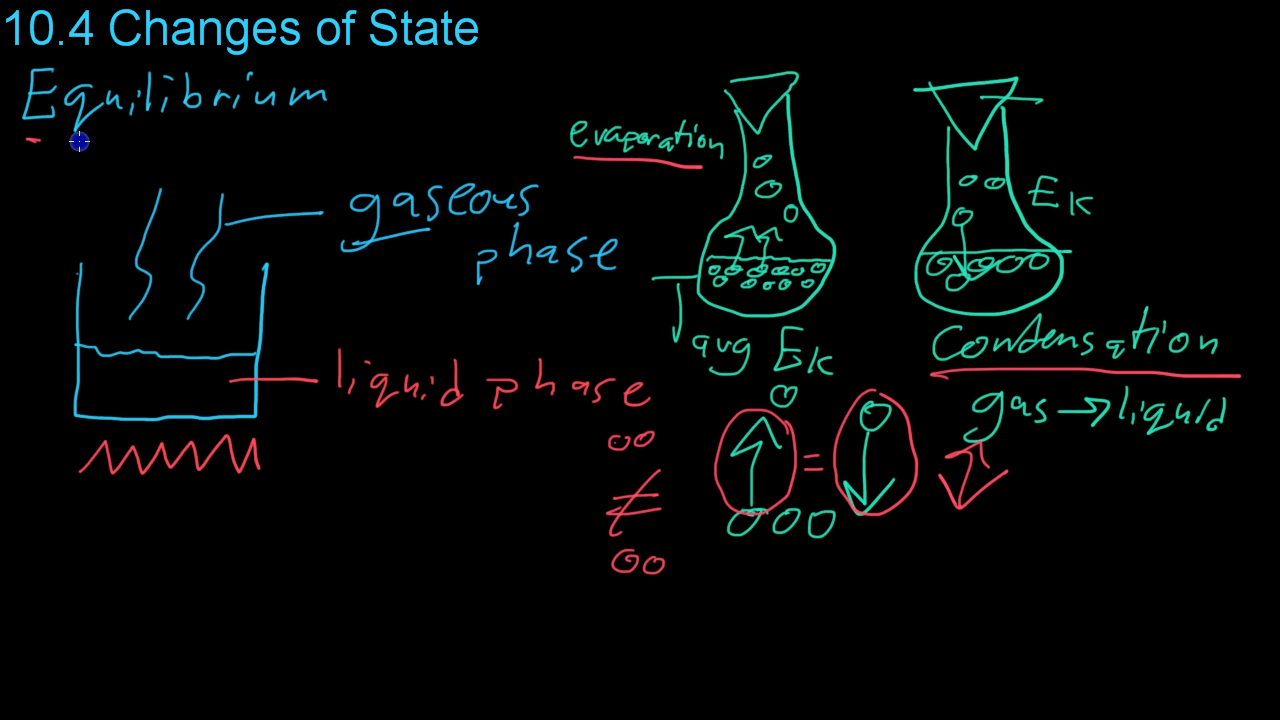 10.4 Changes of State
Equilibrium
gaseous
phase
liquid phase
evaporation
avg Ek
=
≠
Ek
Condensation
gas → liquid